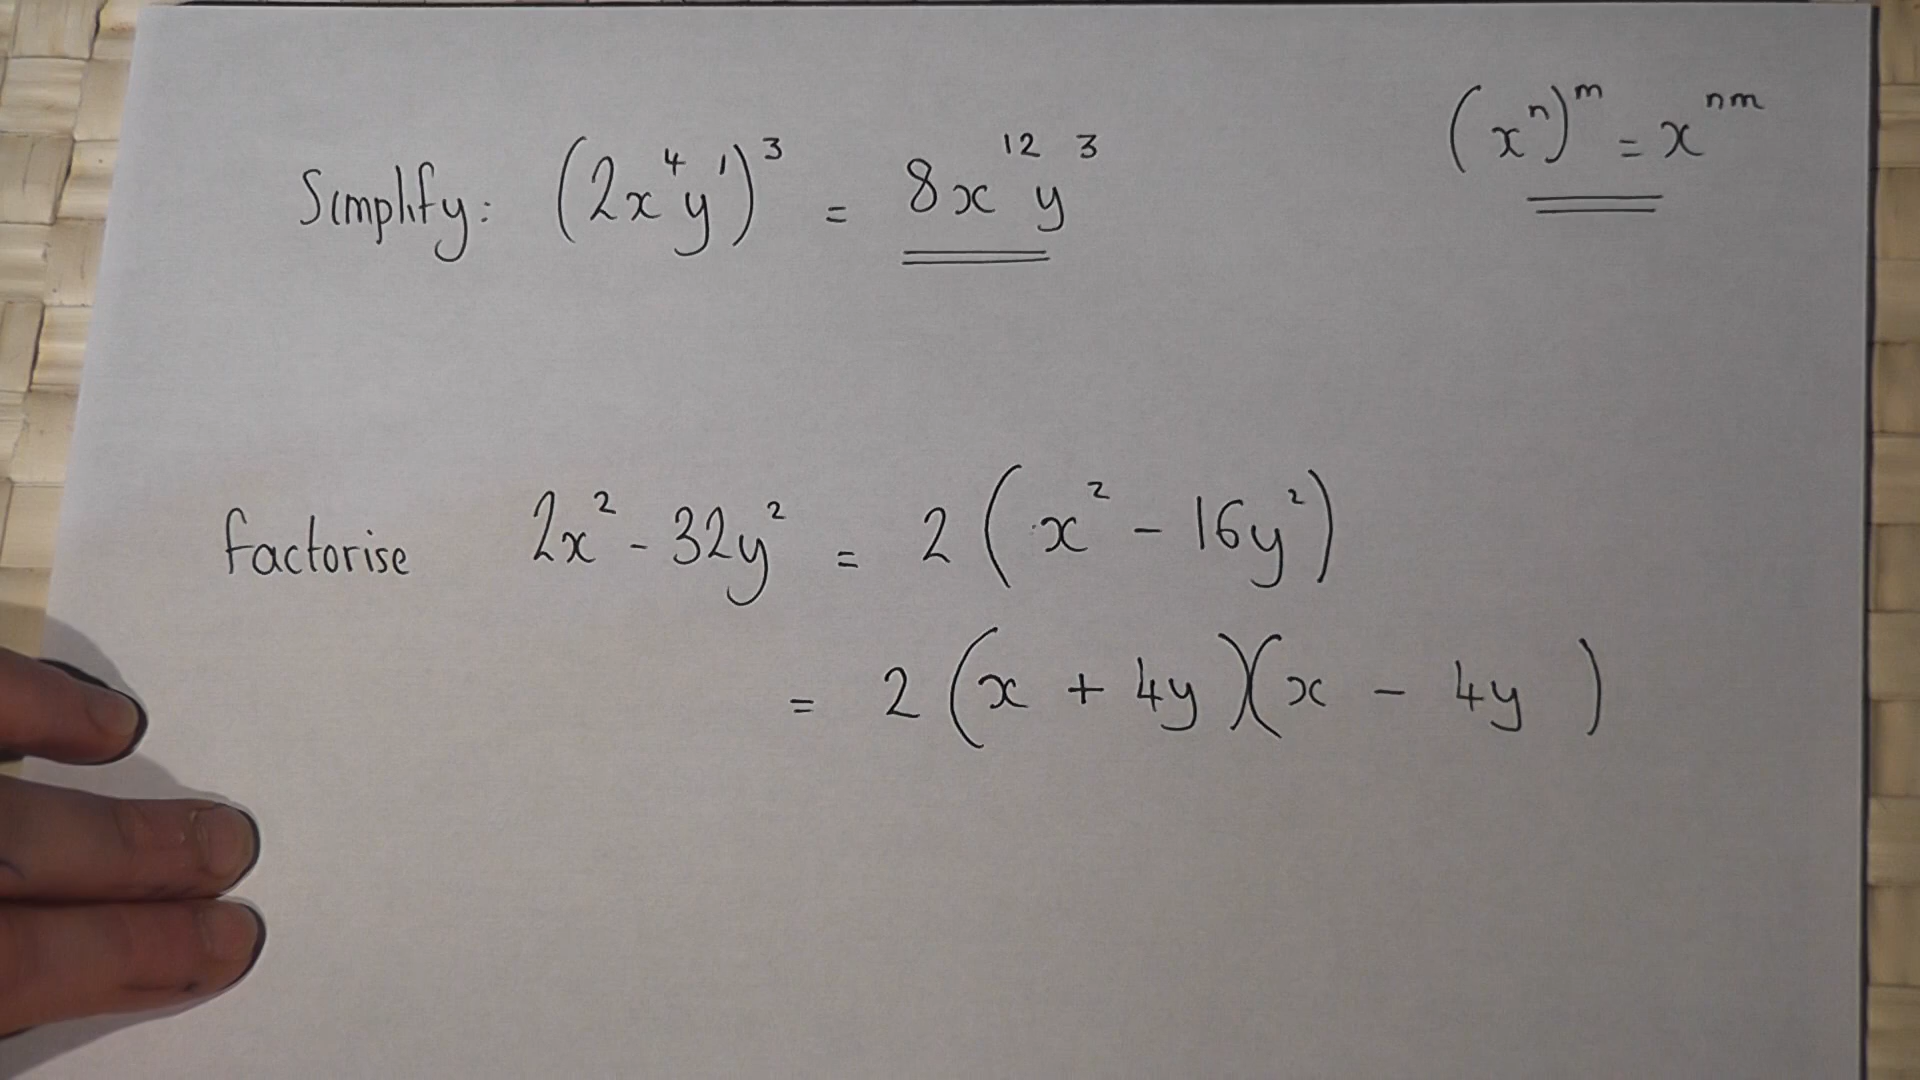 Simplify: (2x⁴y¹)³ = 8x¹²y³
(xⁿ)ᵐ = xⁿᵐ
factorise 2x² - 32y² = 2(x² - 16y²)
= 2(x + 4y)(x - 4y)